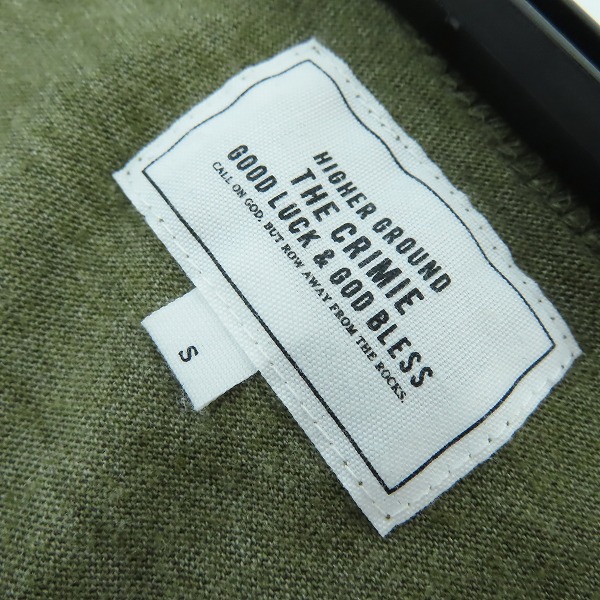 HIGHER GROUND
THE CRIMIE
GOOD LUCK & GOD BLESS
CALL ON GOD. BUT ROW AWAY FROM THE ROCKS.
S